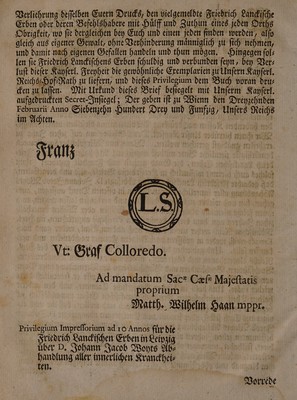 Verliehrung desselben Euern Drucks, den vielgemeldte Friedrich Lanckische
Erben oder deren Befehlshabere mit Hülff und Zuthun eines jeden Orths
Obrigkeit, wo sie dergleichen bey Euch und einen jeden finden werden, also
gleich aus eigener Gewalt, ohne Verhinderung männiglich zu sich nehmen,
und damit nach eigenen Gefallen handeln und thun mögen. Hingegen sol-
len sie Friedrich Lanckischens Erben schuldig und verbunden seyn, bey Ver-
lust dieser Kayserl. Freyheit die gewöhnliche Exemplarien zu Unsern Kayserl.
Reichs-Hof-Rath zu liefern, und dieses Privilegium dem Buch voran dru-
cken zu lassen. Mit Urkund dieses Brief besiegelt mit Unserm Kayserl.
aufgedruckten Secret-Insiegel; Der geben ist zu Wienn den Dreyzehnden
Februarii Anno Siebenzehn Hundert Drey und Funfzig, Unsers Reichs
im Achten.
Franz
L.S.
Vt: Graf Colloredo.
Ad mandatum Sacæ Cæsæ Majestatis
proprium
Matth. Wilhelm Haan mppr.
Privilegium Impressorium ad 10 Annos für die
Friedrich Lanckischen Erben in Leipzig
über D. Johann Jacob Woyts Ab-
handlung aller innerlichen Kranckhei-
ten.
Vorrede